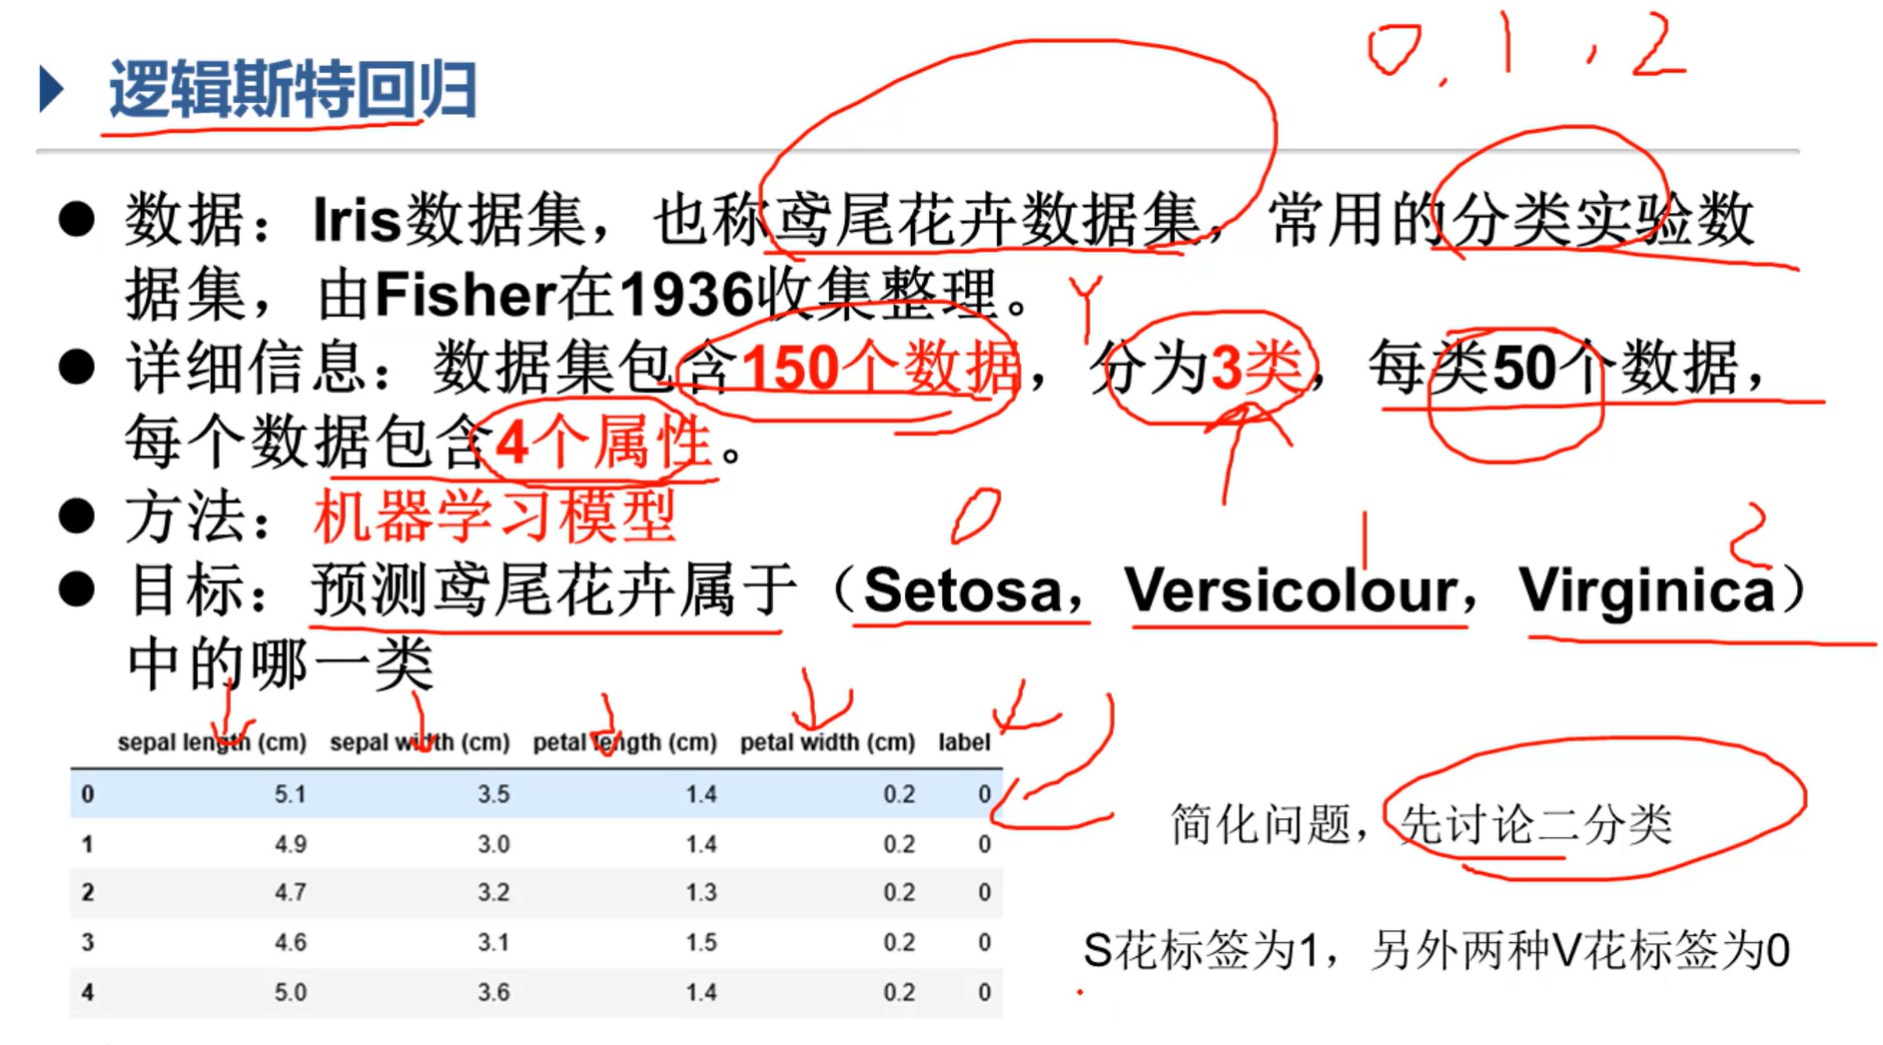 0, 1, 2
逻辑斯特回归
数据：Iris数据集，也称鸢尾花卉数据集，常用的分类实验数
据集，由Fisher在1936收集整理。
Y
详细信息：数据集包含150个数据，分为3类，每类50个数据，
每个数据包含4个属性。
方法：机器学习模型
0 1 2
目标：预测鸢尾花卉属于（Setosa，Versicolour，Virginica）
中的哪一类
sepal length (cm) sepal width (cm) petal length (cm) petal width (cm) label
0 5.1 3.5 1.4 0.2 0
1 4.9 3.0 1.4 0.2 0
2 4.7 3.2 1.3 0.2 0
3 4.6 3.1 1.5 0.2 0
4 5.0 3.6 1.4 0.2 0
简化问题，先讨论二分类
S花标签为1，另外两种V花标签为0